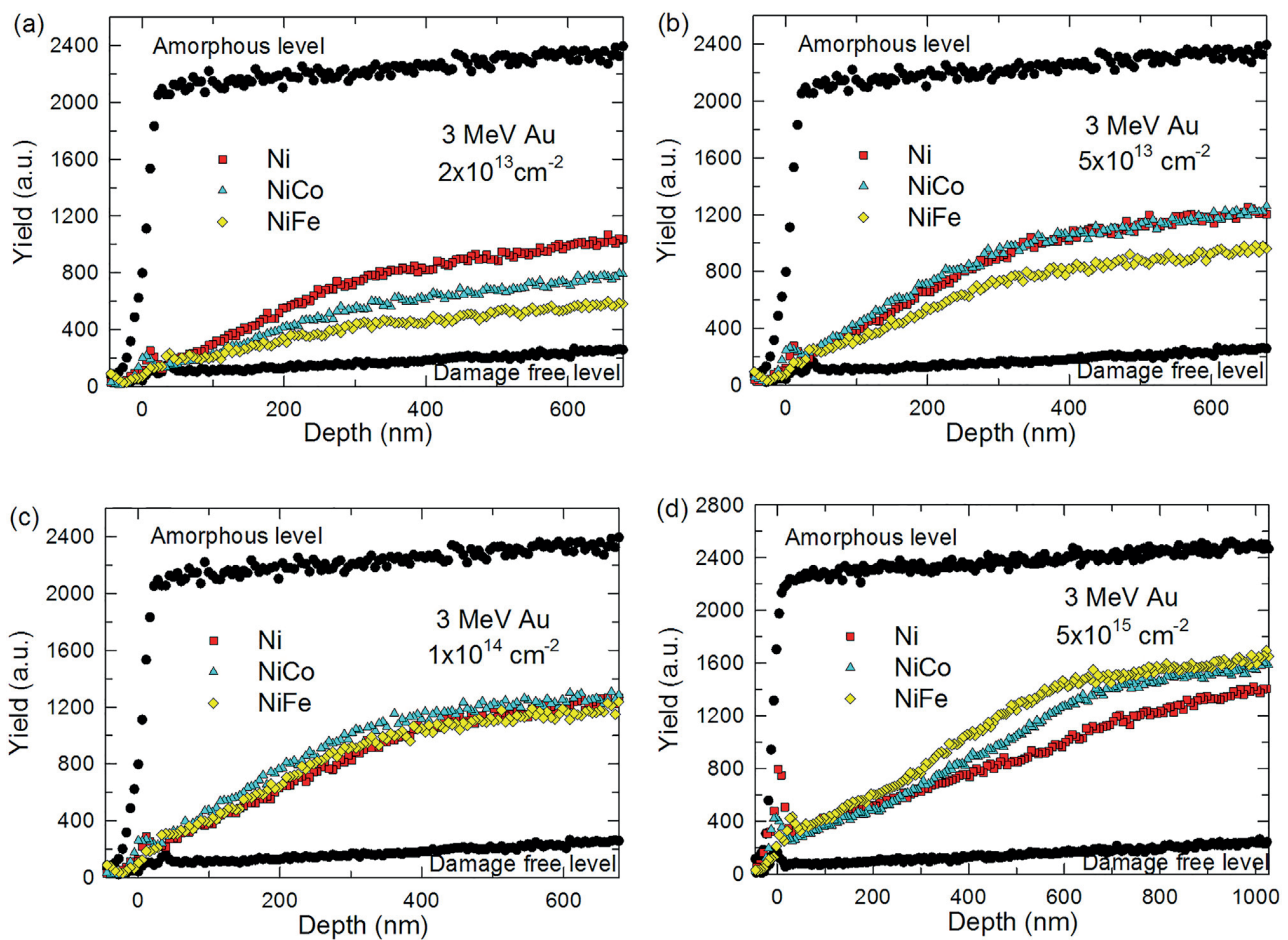 (a)
2400
2000
1600
1200
800
400
0
Yield (a.u.)
Amorphous level
3 MeV Au
2x10¹³cm⁻²
Ni
NiCo
NiFe
Damage free level
0 200 400 600
Depth (nm)
(b)
2400
2000
1600
1200
800
400
0
Yield (a.u.)
Amorphous level
3 MeV Au
5x10¹³ cm⁻²
Ni
NiCo
NiFe
Damage free level
0 200 400 600
Depth (nm)
(c)
2400
2000
1600
1200
800
400
0
Yield (a.u.)
Amorphous level
3 MeV Au
1x10¹⁴ cm⁻²
Ni
NiCo
NiFe
Damage free level
0 200 400 600
Depth (nm)
(d)
2800
2400
2000
1600
1200
800
400
0
Yield (a.u.)
Amorphous level
3 MeV Au
5x10¹⁵ cm⁻²
Ni
NiCo
NiFe
Damage free level
0 200 400 600 800 1000
Depth (nm)